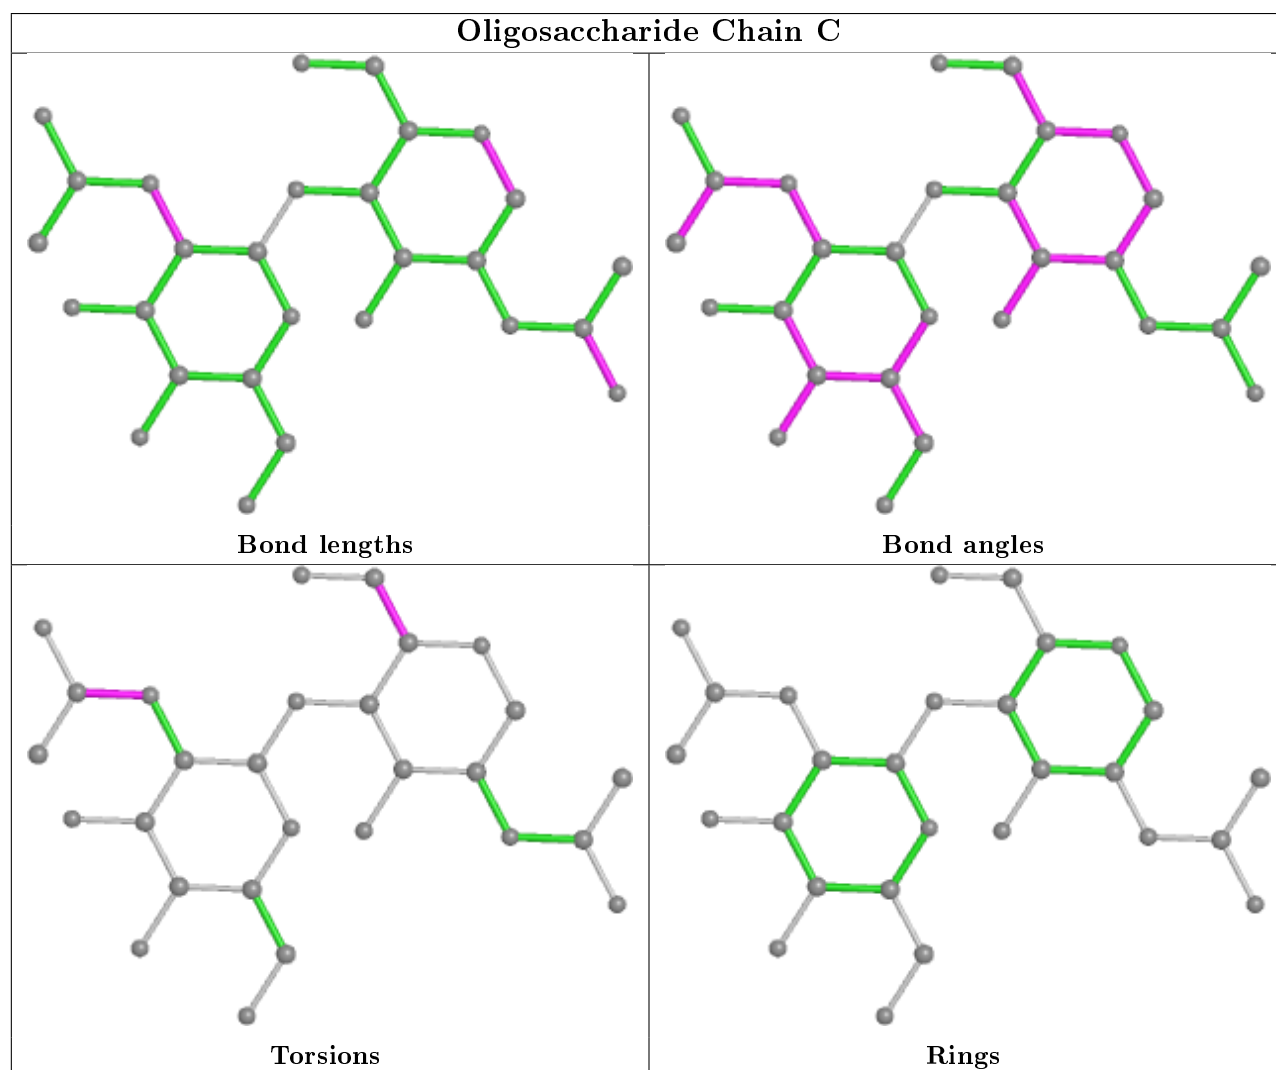 Oligosaccharide Chain C
Bond lengths
Bond angles
Torsions
Rings